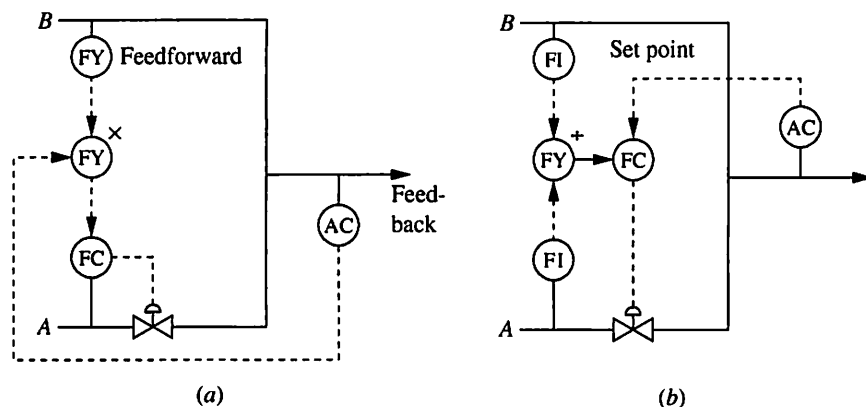 B
FY Feedforward
×
FY
FC
A
AC
Feed-
back
(a)
B
FI
Set point
+
FY
FC
AC
FI
A
(b)